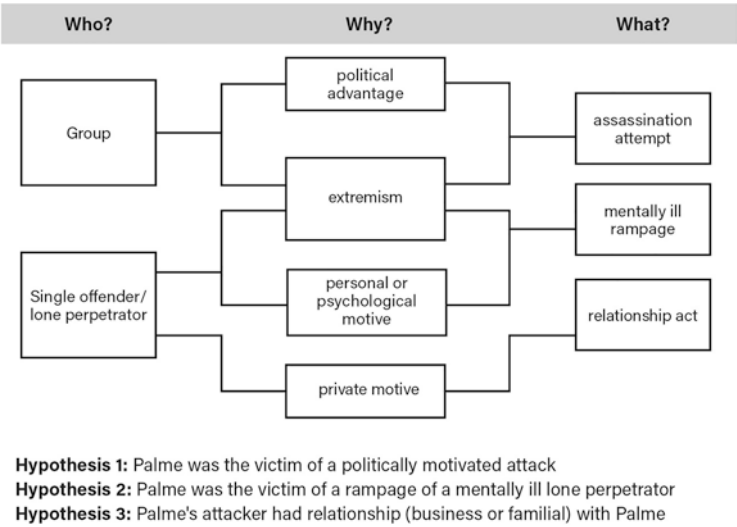 Who? Why? What?
political
advantage
Group
assassination
attempt
extremism
mentally ill
rampage
personal or
psychological
motive
Single offender/
lone perpetrator
relationship act
private motive
Hypothesis 1: Palme was the victim of a politically motivated attack
Hypothesis 2: Palme was the victim of a rampage of a mentally ill lone perpetrator
Hypothesis 3: Palme's attacker had relationship (business or familial) with Palme